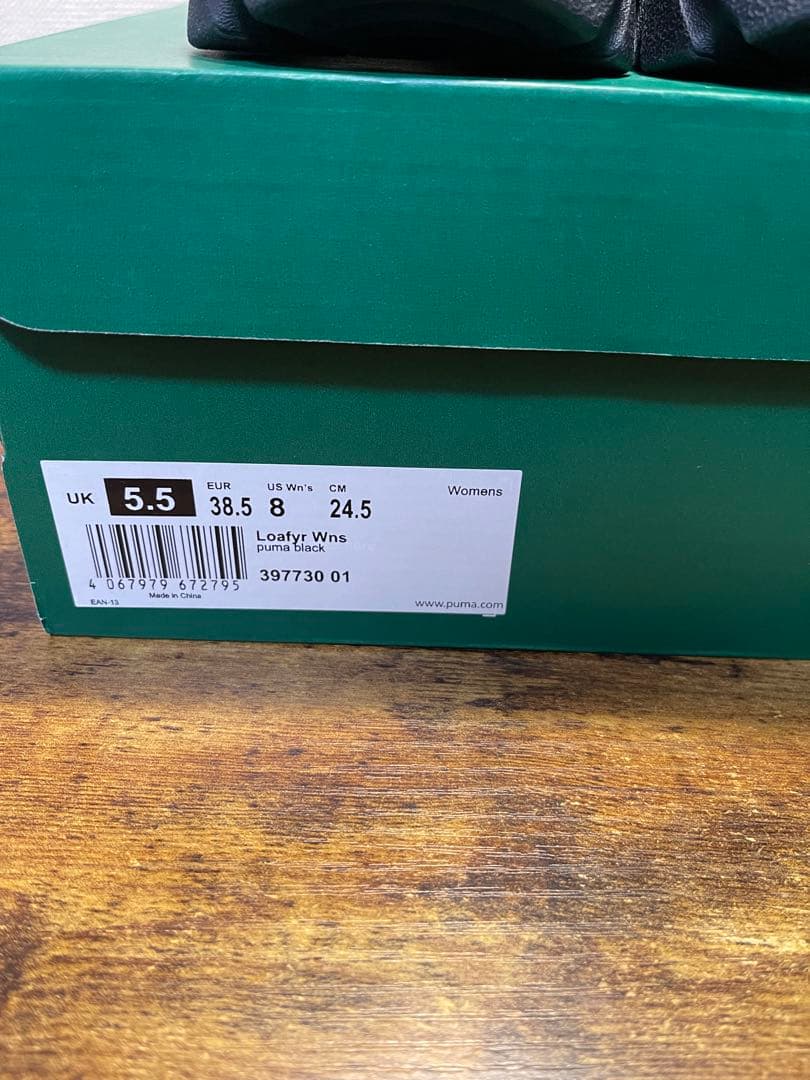 UK 5.5 EUR 38.5 US Wn's 8 CM 24.5 Womens
Loafyr Wns
puma black
4 067979 672795
397730 01
Made in China
EAN-13
www.puma.com